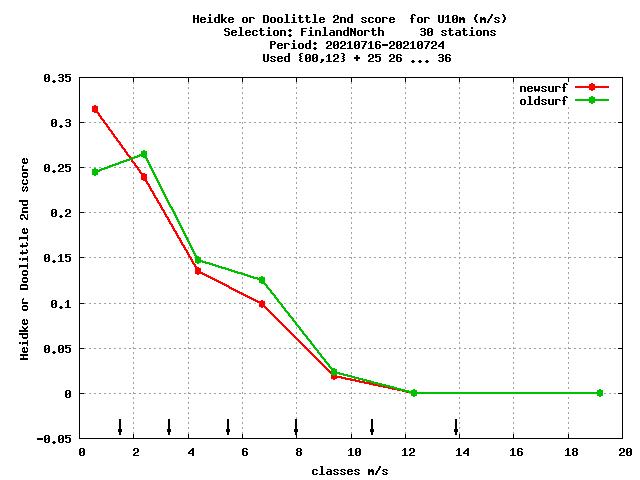 Heidke or Doolittle 2nd score  for U10m (m/s)
Selection: FinlandNorth     30 stations
Period: 20210716-20210724
Used {00,12} + 25 26 ... 36
0.35
0.3
0.25
0.2
0.15
0.1
0.05
0
-0.05
Heidke or Doolittle 2nd score
newsurf
oldsurf
0 2 4 6 8 10 12 14 16 18 20
classes m/s